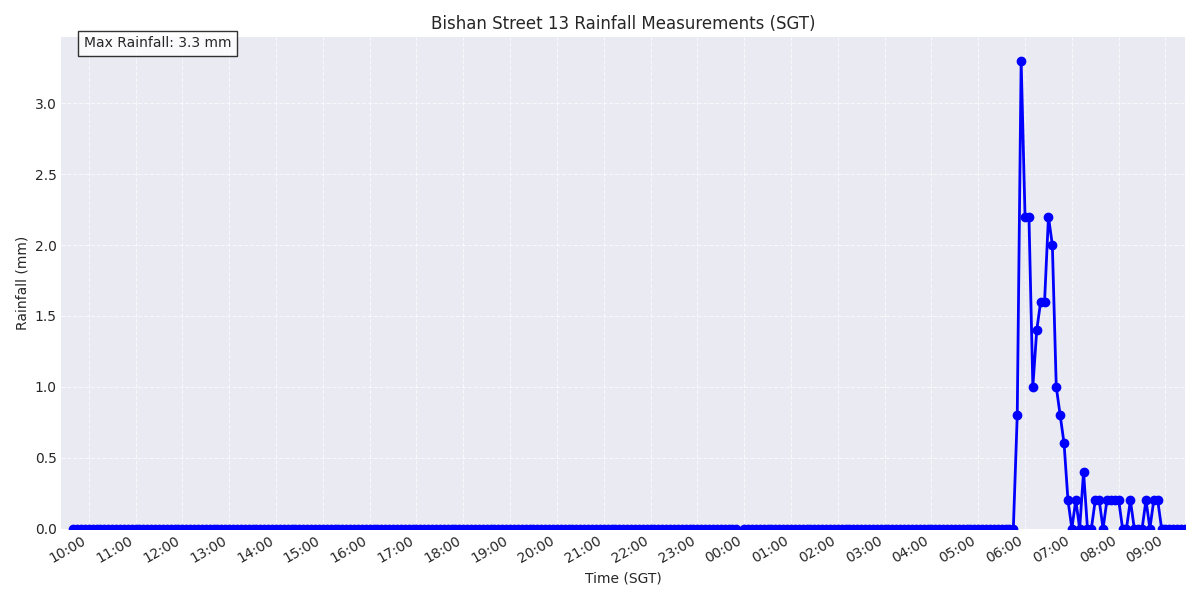 Bishan Street 13 Rainfall Measurements (SGT)
Max Rainfall: 3.3 mm
Rainfall (mm)
3.0
2.5
2.0
1.5
1.0
0.5
0.0
10:00 11:00 12:00 13:00 14:00 15:00 16:00 17:00 18:00 19:00 20:00 21:00 22:00 23:00 00:00 01:00 02:00 03:00 04:00 05:00 06:00 07:00 08:00 09:00
Time (SGT)